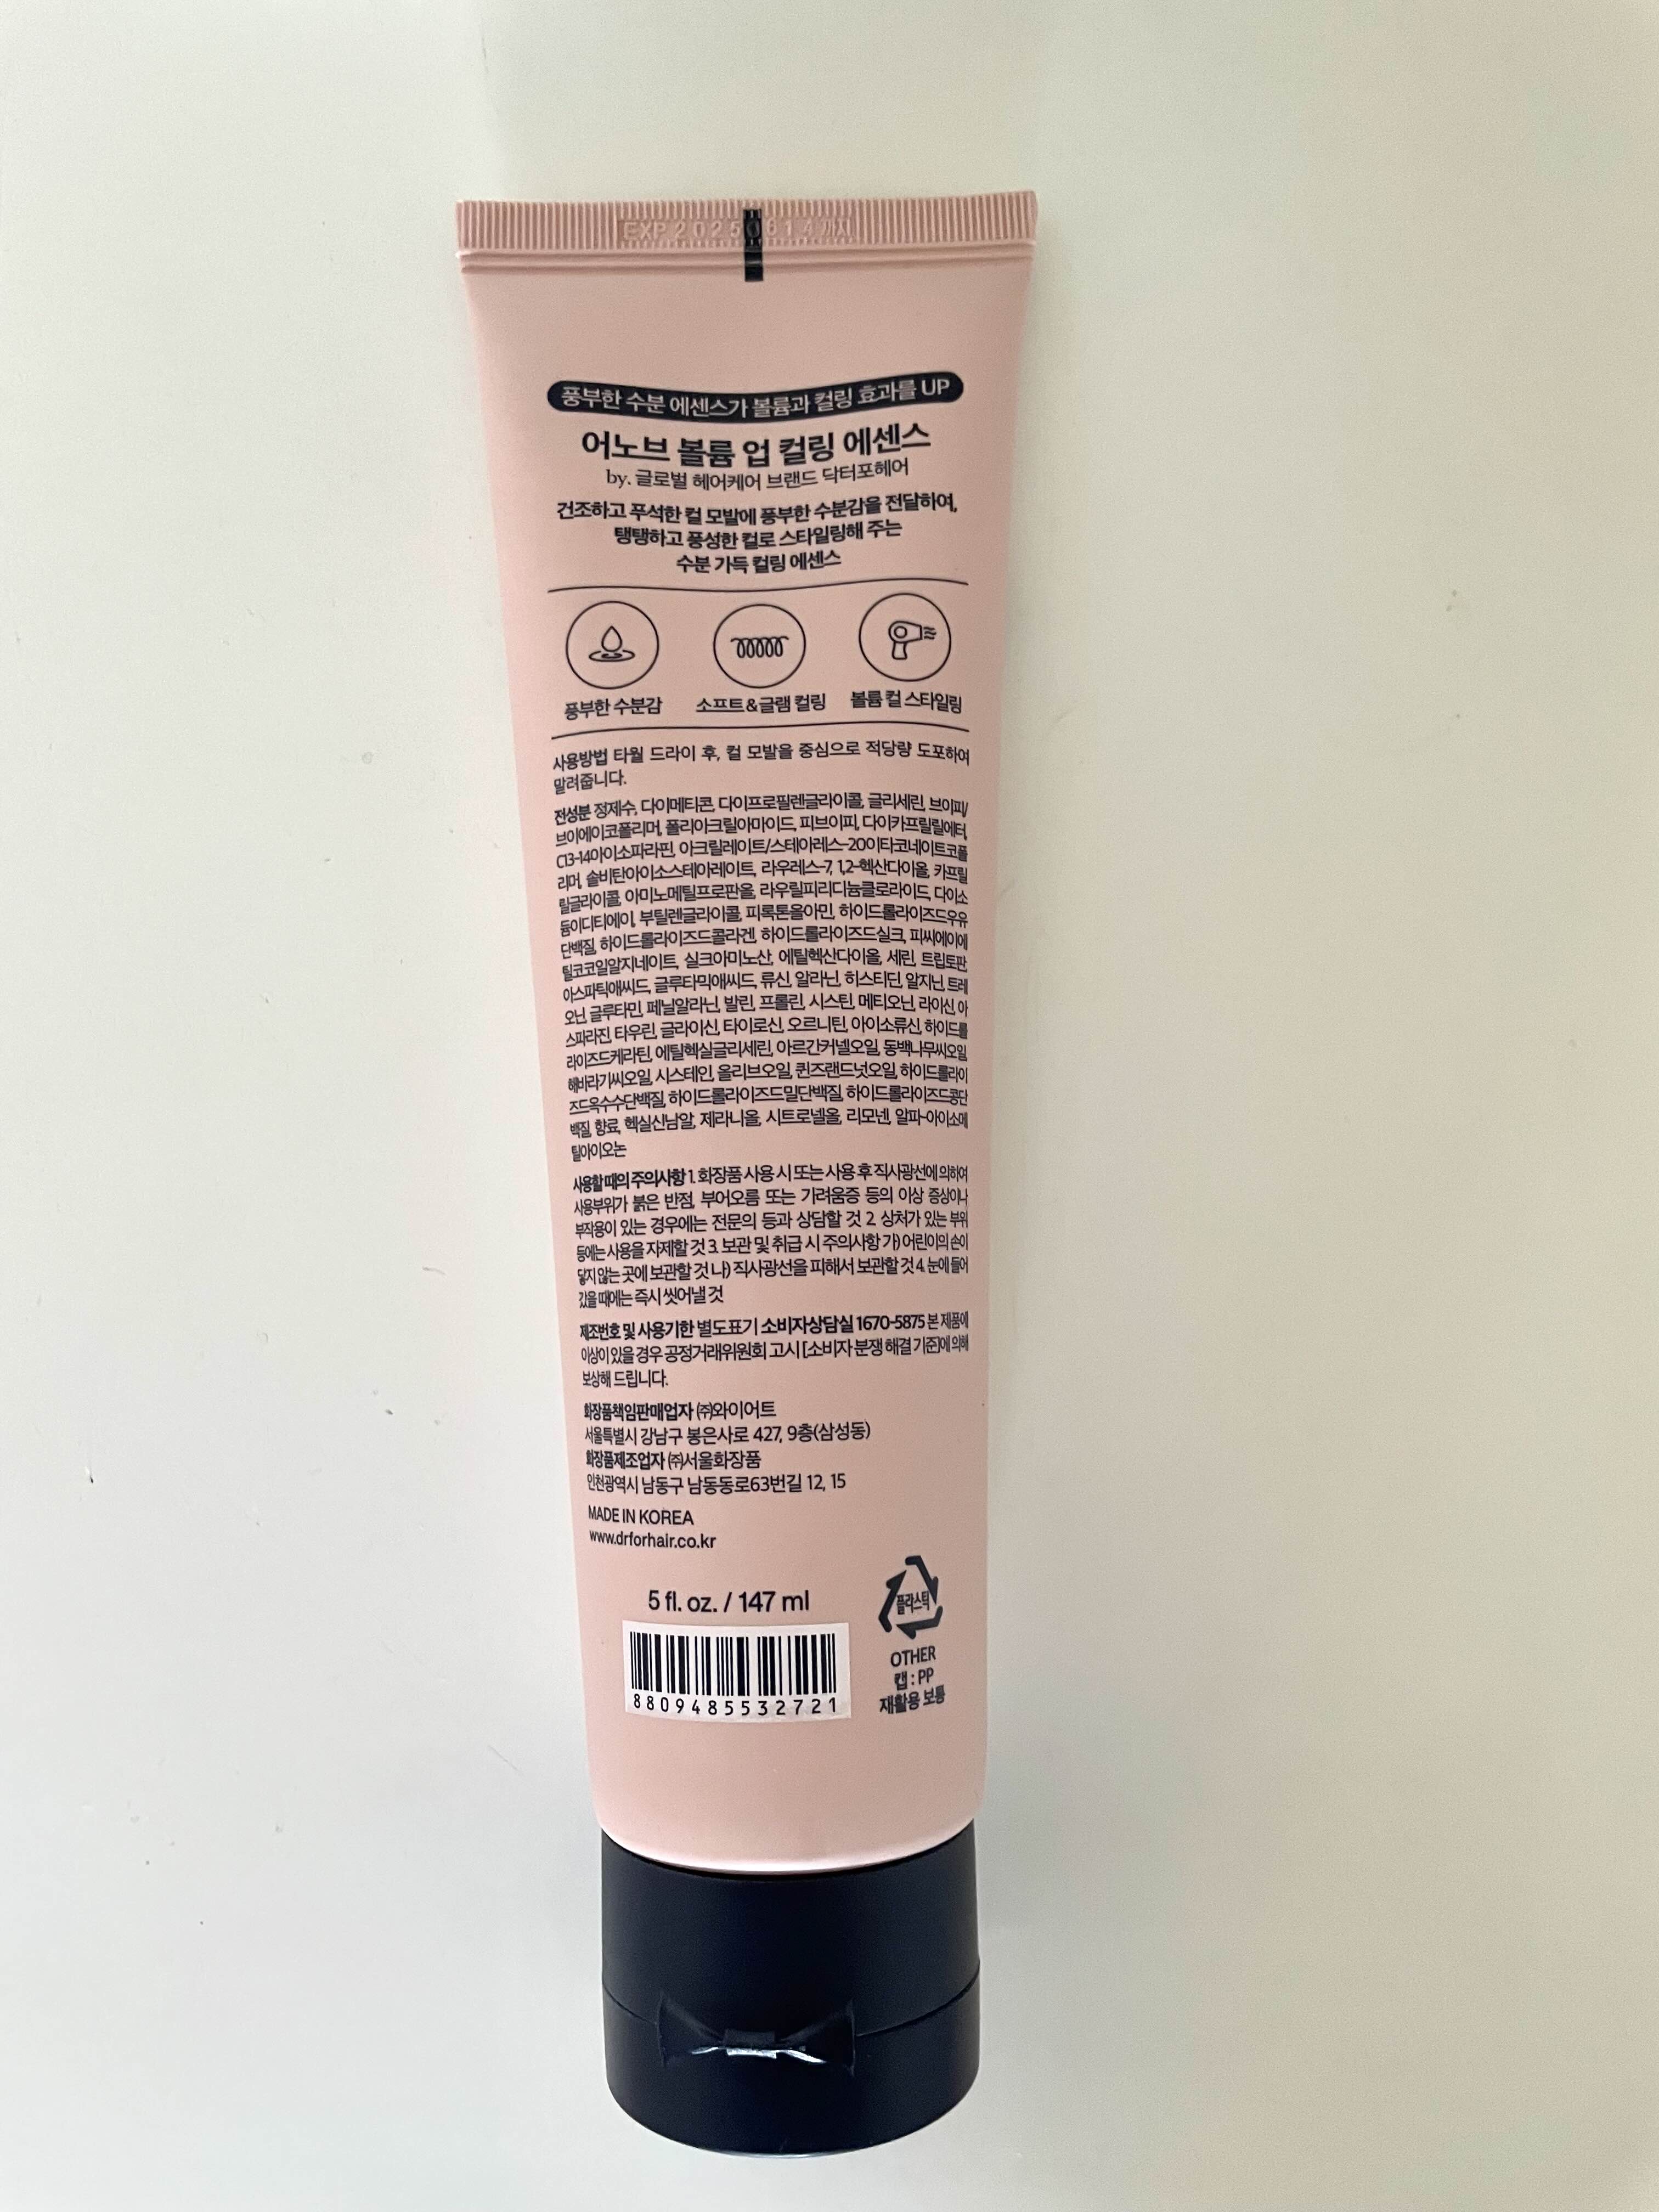 EXP 20250614 까지
풍부한 수분 에센스가 볼륨과 컬링 효과를 UP
어노브 볼륨 업 컬링 에센스
by. 글로벌 헤어케어 브랜드 닥터포헤어
건조하고 푸석한 컬 모발에 풍부한 수분감을 전달하여,
탱탱하고 풍성한 컬로 스타일링해 주는
수분 가득 컬링 에센스
풍부한 수분감 소프트&글램 컬링 볼륨 컬 스타일링
사용방법 타월 드라이 후, 컬 모발을 중심으로 적당량 도포하여
말려줍니다.
전성분 정제수, 다이메티콘, 다이프로필렌글라이콜, 글리세린, 브이피/
브이에이코폴리머, 폴리아크릴아마이드, 피브이피, 다이카프릴릴에터,
C13-14아이소파라핀, 아크릴레이트/스테아레스-20이타코네이트코폴
리머, 솔비탄아이소스테아레이트, 라우레스-7, 1,2-헥산다이올, 카프릴
릴글라이콜, 아미노메틸프로판올, 라우릴피리디늄클로라이드, 다이소
듐이디티에이, 부틸렌글라이콜, 피록톤올아민, 하이드롤라이즈드우유
단백질, 하이드롤라이즈드콜라겐, 하이드롤라이즈드실크, 피씨에이에
틸코코일알지네이트, 실크아미노산, 에틸헥산다이올, 세린, 트립토판,
아스파틱애씨드, 글루타믹애씨드, 류신, 알라닌, 히스티딘, 알지닌, 트레
오닌, 글루타민, 페닐알라닌, 발린, 프롤린, 시스틴, 메티오닌, 라이신, 아
스파라진, 타우린, 글라이신, 타이로신, 오르니틴, 아이소류신, 하이드롤
라이즈드케라틴, 에틸헥실글리세린, 아르간커넬오일, 동백나무씨오일,
해바라기씨오일, 시스테인, 올리브오일, 퀸즈랜드넛오일, 하이드롤라이
즈드옥수수단백질, 하이드롤라이즈드밀단백질, 하이드롤라이즈드콩단
백질, 향료, 헥실신남알, 제라니올, 시트로넬올, 리모넨, 알파-아이소메
틸아이오논
사용할 때의 주의사항 1. 화장품 사용 시 또는 사용 후 직사광선에 의하여
사용부위가 붉은 반점, 부어오름 또는 가려움증 등의 이상 증상이나
부작용이 있는 경우에는 전문의 등과 상담할 것 2. 상처가 있는 부위
등에는 사용을 자제할 것 3. 보관 및 취급 시 주의사항 가) 어린이의 손이
닿지 않는 곳에 보관할 것 나) 직사광선을 피해서 보관할 것 4. 눈에 들어
갔을 때에는 즉시 씻어낼 것
제조번호 및 사용기한 별도표기 소비자상담실 1670-5875 본 제품에
이상이 있을 경우 공정거래위원회 고시 [소비자 분쟁 해결 기준]에 의해
보상해 드립니다.
화장품책임판매업자 ㈜와이어트
서울특별시 강남구 봉은사로 427, 9층(삼성동)
화장품제조업자 ㈜서울화장품
인천광역시 남동구 남동동로63번길 12, 15
MADE IN KOREA
www.drforhair.co.kr
5 fl. oz. / 147 ml
8809485532721
플라스틱
OTHER
캡 : PP
재활용 보통